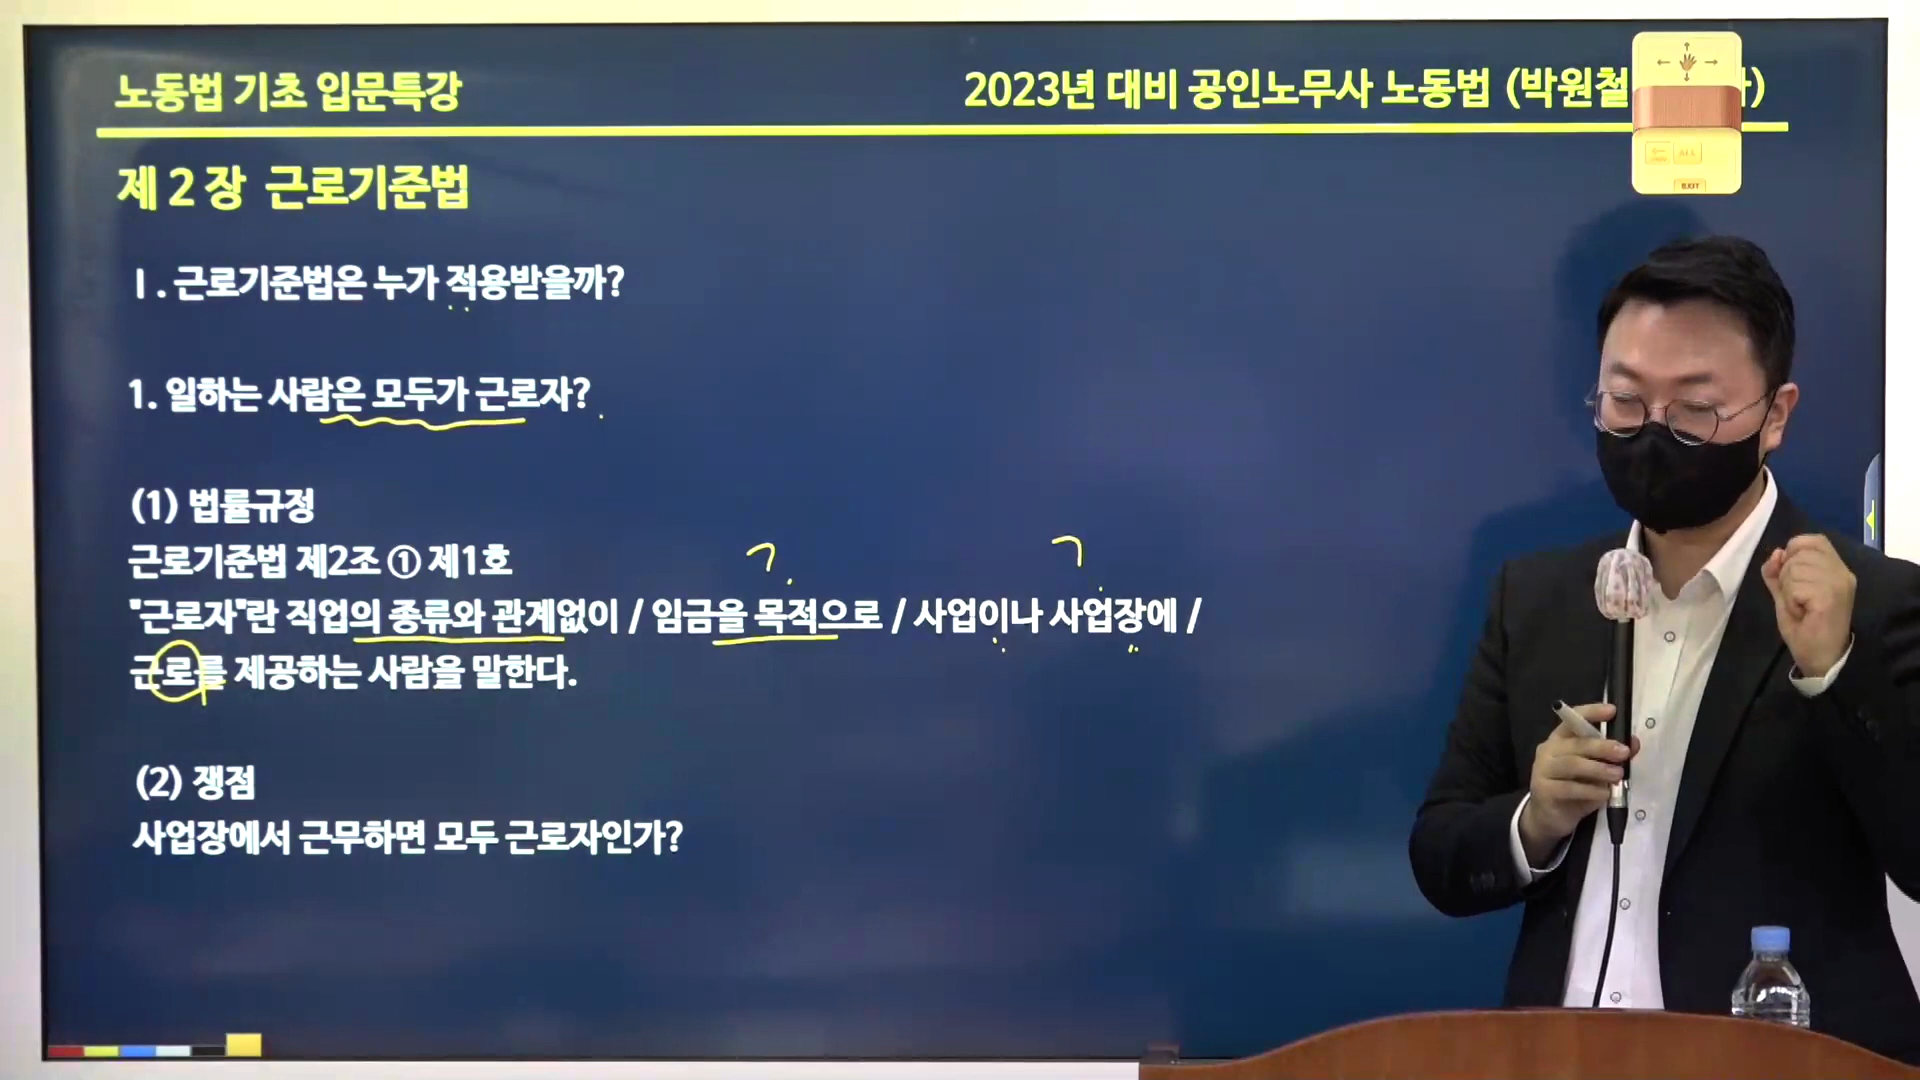 노동법 기초 입문특강
2023년 대비 공인노무사 노동법 (박원철
제 2 장 근로기준법
Ⅰ. 근로기준법은 누가 적용받을까?
1. 일하는 사람은 모두가 근로자?
(1) 법률규정
근로기준법 제2조 ① 제1호
"근로자"란 직업의 종류와 관계없이 / 임금을 목적으로 / 사업이나 사업장에 /
근로를 제공하는 사람을 말한다.
(2) 쟁점
사업장에서 근무하면 모두 근로자인가?
ALL
EXIT